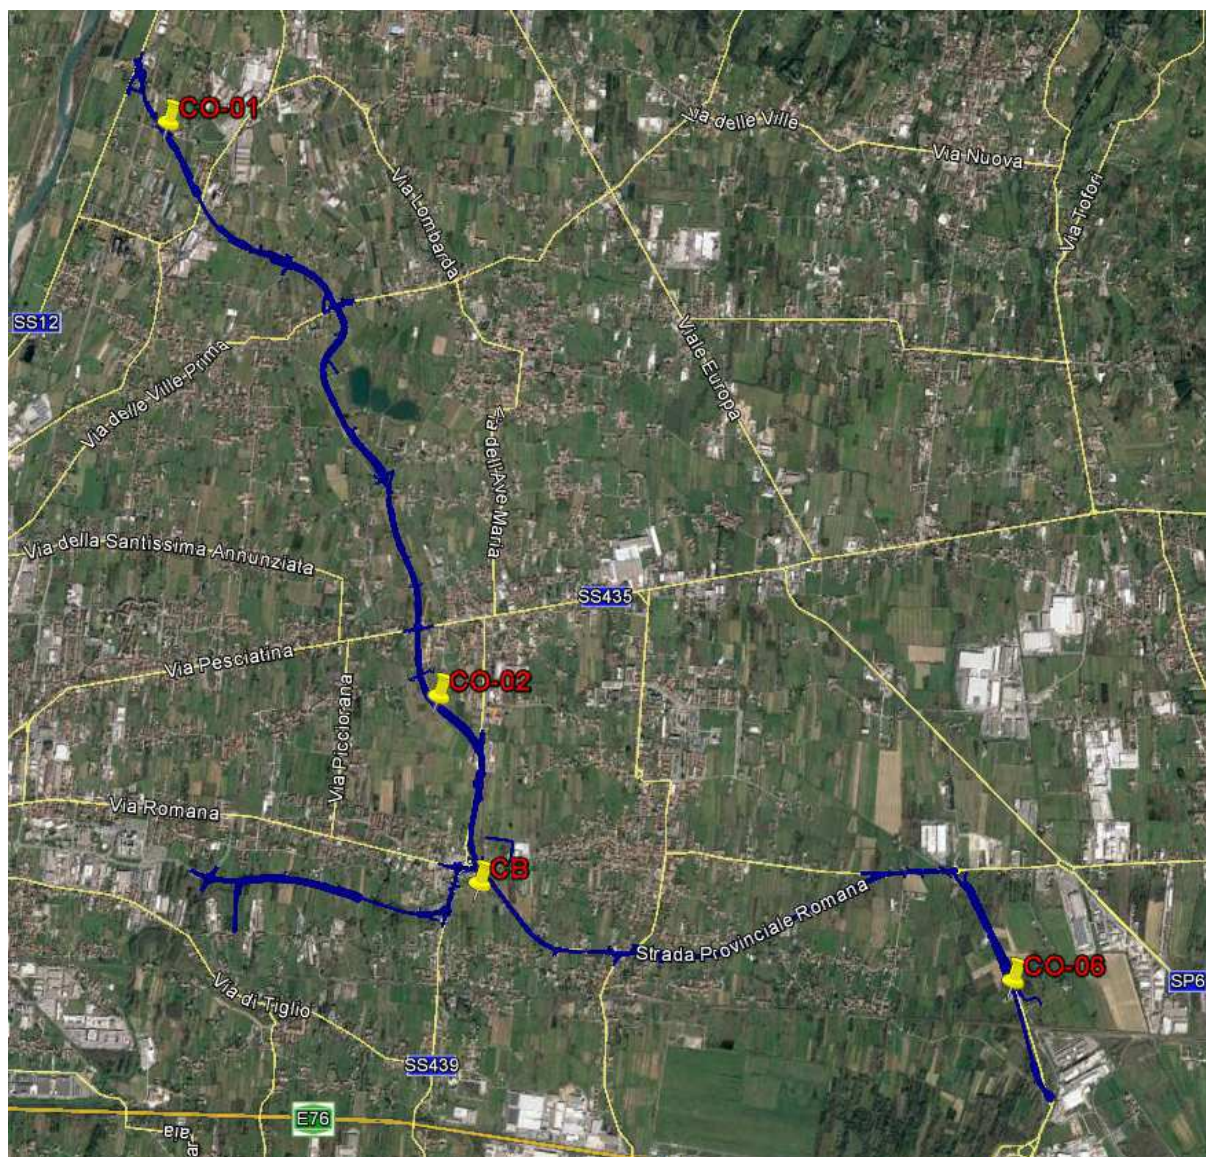 CO-01
Via delle Ville
Via Nuova
Via Lombarda
Via Tofori
SS12
Viale Europa
Via delle Ville Prima
Via dell'Ave Maria
Via della Santissima Annunziata
SS435
Via Pesciatina
CO-02
Via Picciorana
Via Romana
CB
Strada Provinciale Romana
CO-06
SP6
Via di Tiglio
SS439
E76